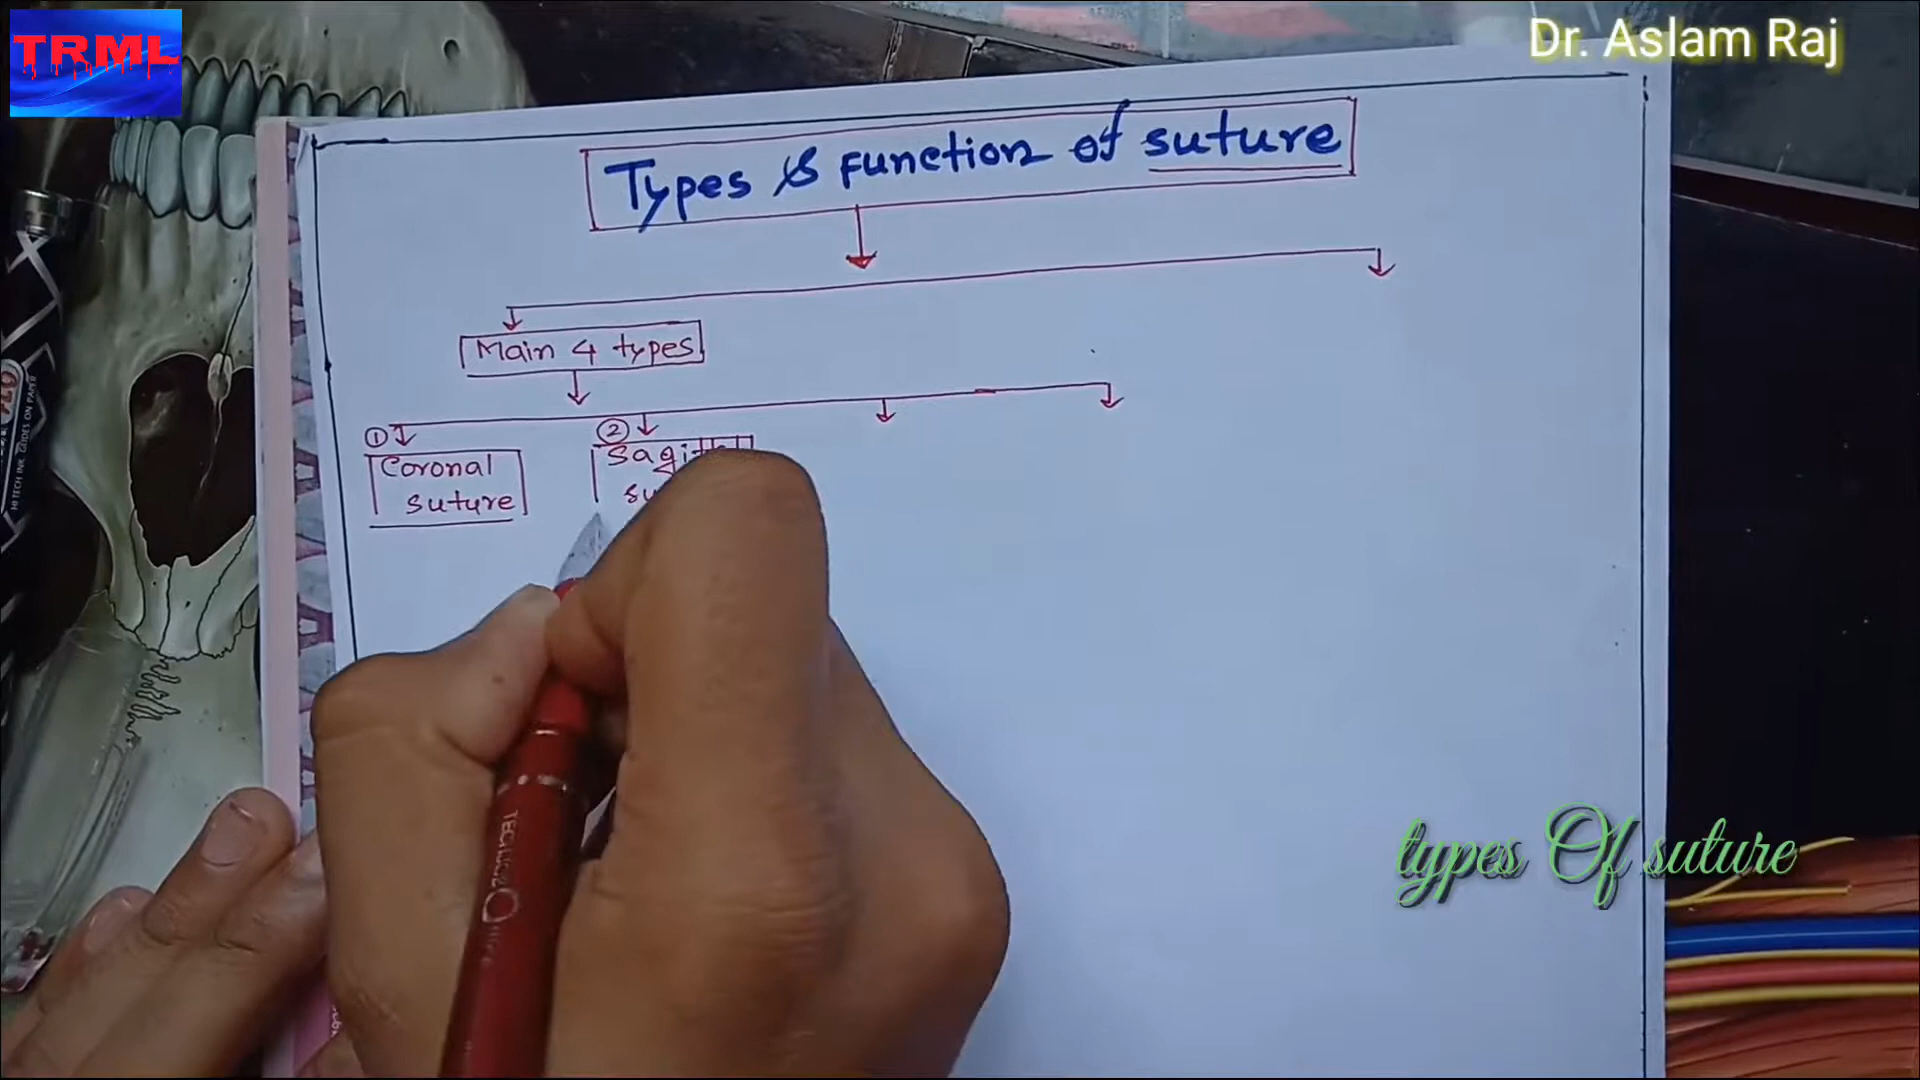 TRML
Dr. Aslam Raj
Types & function of suture
Main 4 types
①
Coronal
suture
②
types Of suture